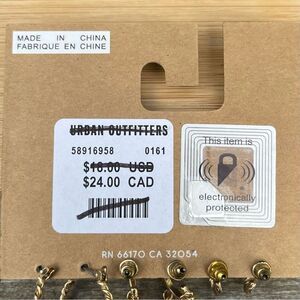 MADE IN CHINA
FABRIQUE EN CHINE
URBAN OUTFITTERS
58916958 0161
$18.00 USD
$24.00 CAD
This item is
electronically
protected
RN 66170 CA 32054